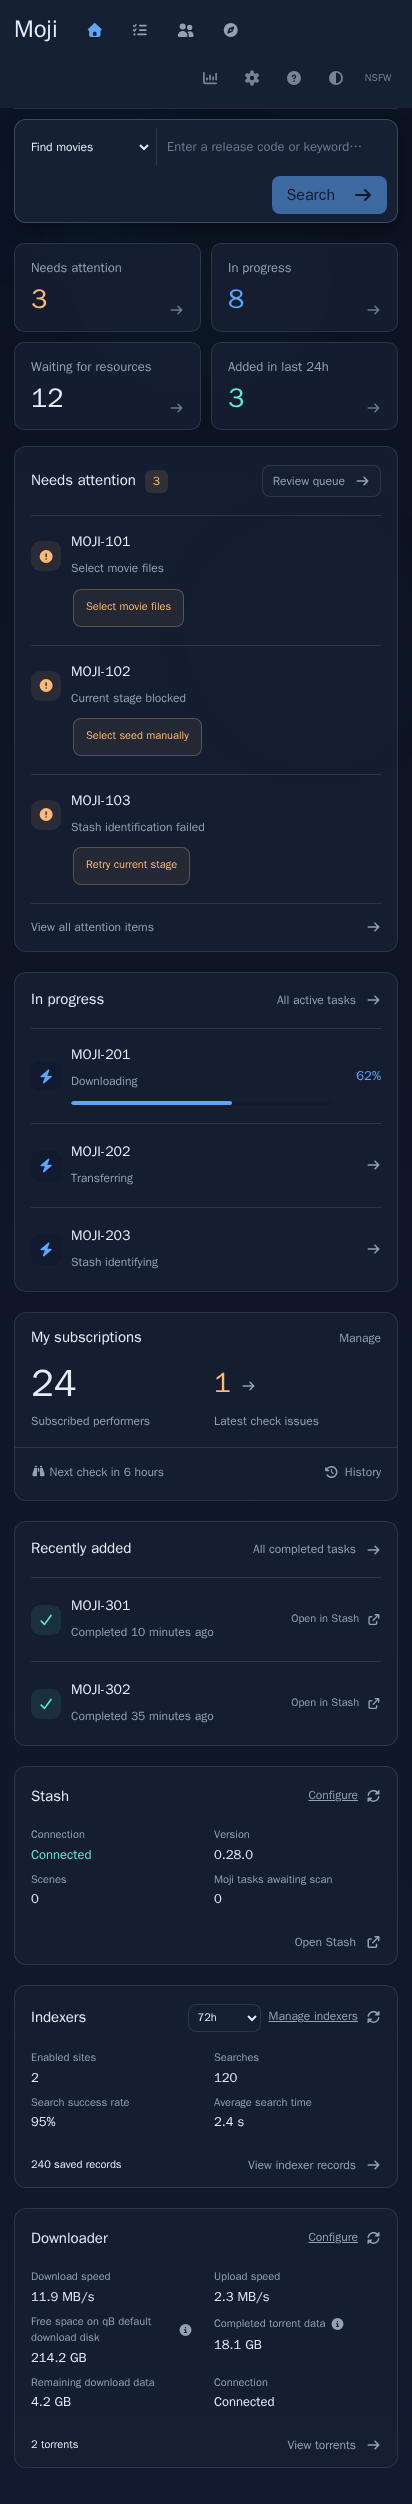 Moji
NSFW
Find movies
Enter a release code or keyword···
Search
Needs attention
3
In progress
8
Waiting for resources
12
Added in last 24h
3
Needs attention 3
Review queue
MOJI-101
Select movie files
Select movie files
MOJI-102
Current stage blocked
Select seed manually
MOJI-103
Stash identification failed
Retry current stage
View all attention items
In progress
All active tasks
MOJI-201
Downloading
62%
MOJI-202
Transferring
MOJI-203
Stash identifying
My subscriptions
Manage
24
Subscribed performers
1
Latest check issues
Next check in 6 hours
History
Recently added
All completed tasks
MOJI-301
Completed 10 minutes ago
Open in Stash
MOJI-302
Completed 35 minutes ago
Open in Stash
Stash
Configure
Connection
Connected
Version
0.28.0
Scenes
0
Moji tasks awaiting scan
0
Open Stash
Indexers
72h
Manage indexers
Enabled sites
2
Searches
120
Search success rate
95%
Average search time
2.4 s
240 saved records
View indexer records
Downloader
Configure
Download speed
11.9 MB/s
Upload speed
2.3 MB/s
Free space on qB default
download disk
214.2 GB
Completed torrent data
18.1 GB
Remaining download data
4.2 GB
Connection
Connected
2 torrents
View torrents